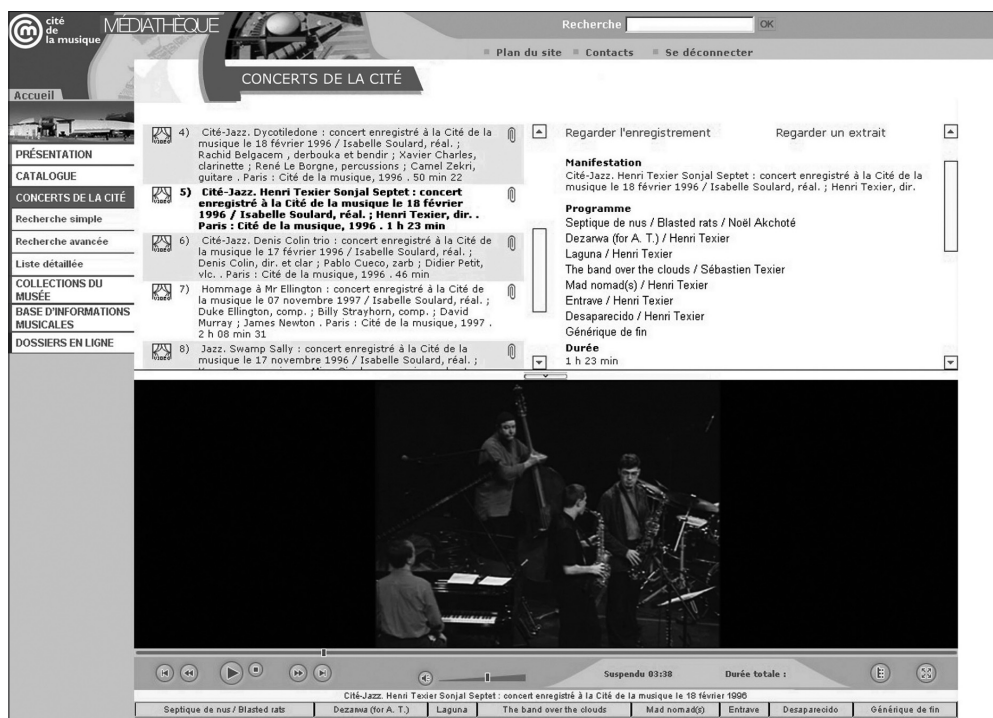 cité
de
la musique
MÉDIATHÈQUE
Recherche
OK
Plan du site
Contacts
Se déconnecter
CONCERTS DE LA CITÉ
Accueil
PRÉSENTATION
CATALOGUE
CONCERTS DE LA CITÉ
Recherche simple
Recherche avancée
Liste détaillée
COLLECTIONS DU
MUSÉE
BASE D'INFORMATIONS
MUSICALES
DOSSIERS EN LIGNE
VIDEO
4) Cité-Jazz. Dycotiledone : concert enregistré à la Cité de la
musique le 18 février 1996 / Isabelle Soulard, réal. ;
Rachid Belgacem , derbouka et bendir ; Xavier Charles,
clarinette ; René Le Borgne, percussions ; Camel Zekri,
guitare . Paris : Cité de la musique, 1996 . 50 min 22
VIDEO
5) Cité-Jazz. Henri Texier Sonjal Septet : concert
enregistré à la Cité de la musique le 18 février
1996 / Isabelle Soulard, réal. ; Henri Texier, dir. .
Paris : Cité de la musique, 1996 . 1 h 23 min
VIDEO
6) Cité-Jazz. Denis Colin trio : concert enregistré à la Cité de
la musique le 17 février 1996 / Isabelle Soulard, réal. ;
Denis Colin, dir. et clar ; Pablo Cueco, zarb ; Didier Petit,
vlc. . Paris : Cité de la musique, 1996 . 46 min
VIDEO
7) Hommage à Mr Ellington : concert enregistré à la Cité de
la musique le 07 novembre 1997 / Isabelle Soulard, réal. ;
Duke Ellington, comp. ; Billy Strayhorn, comp. ; David
Murray ; James Newton . Paris : Cité de la musique, 1997 .
2 h 08 min 31
VIDEO
8) Jazz. Swamp Sally : concert enregistré à la Cité de la
musique le 17 novembre 1996 / Isabelle Soulard, réal. ;
Regarder l'enregistrement
Regarder un extrait
Manifestation
Cité-Jazz. Henri Texier Sonjal Septet : concert enregistré à la Cité de la
musique le 18 février 1996 / Isabelle Soulard, réal. ; Henri Texier, dir.
Programme
Septique de nus / Blasted rats / Noël Akchoté
Dezarwa (for A. T.) / Henri Texier
Laguna / Henri Texier
The band over the clouds / Sébastien Texier
Mad nomad(s) / Henri Texier
Entrave / Henri Texier
Desaparecido / Henri Texier
Générique de fin
Durée
1 h 23 min
Suspendu 03:38
Durée totale :
Cité-Jazz. Henri Texier Sonjal Septet : concert enregistré à la Cité de la musique le 18 février 1996
Septique de nus / Blasted rats
Dezarwa (for A. T.)
Laguna
The band over the clouds
Mad nomad(s)
Entrave
Desaparecido
Générique de fin